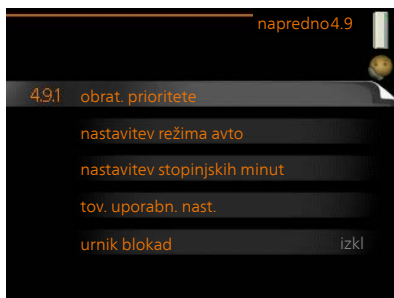 napredno4.9
4.9.1 obrat. prioritete
nastavitev režima avto
nastavitev stopinjskih minut
tov. uporabn. nast.
urnik blokad izkl